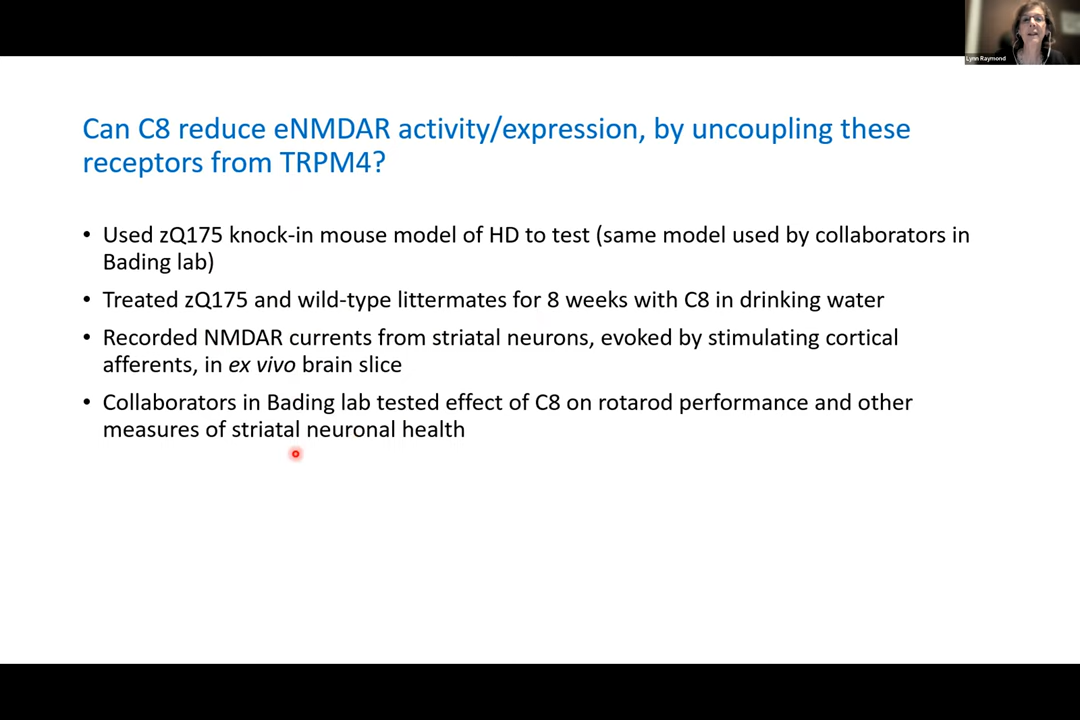 Lynn Raymond
Can C8 reduce eNMDAR activity/expression, by uncoupling these
receptors from TRPM4?
• Used zQ175 knock-in mouse model of HD to test (same model used by collaborators in
Bading lab)
• Treated zQ175 and wild-type littermates for 8 weeks with C8 in drinking water
• Recorded NMDAR currents from striatal neurons, evoked by stimulating cortical
afferents, in ex vivo brain slice
• Collaborators in Bading lab tested effect of C8 on rotarod performance and other
measures of striatal neuronal health